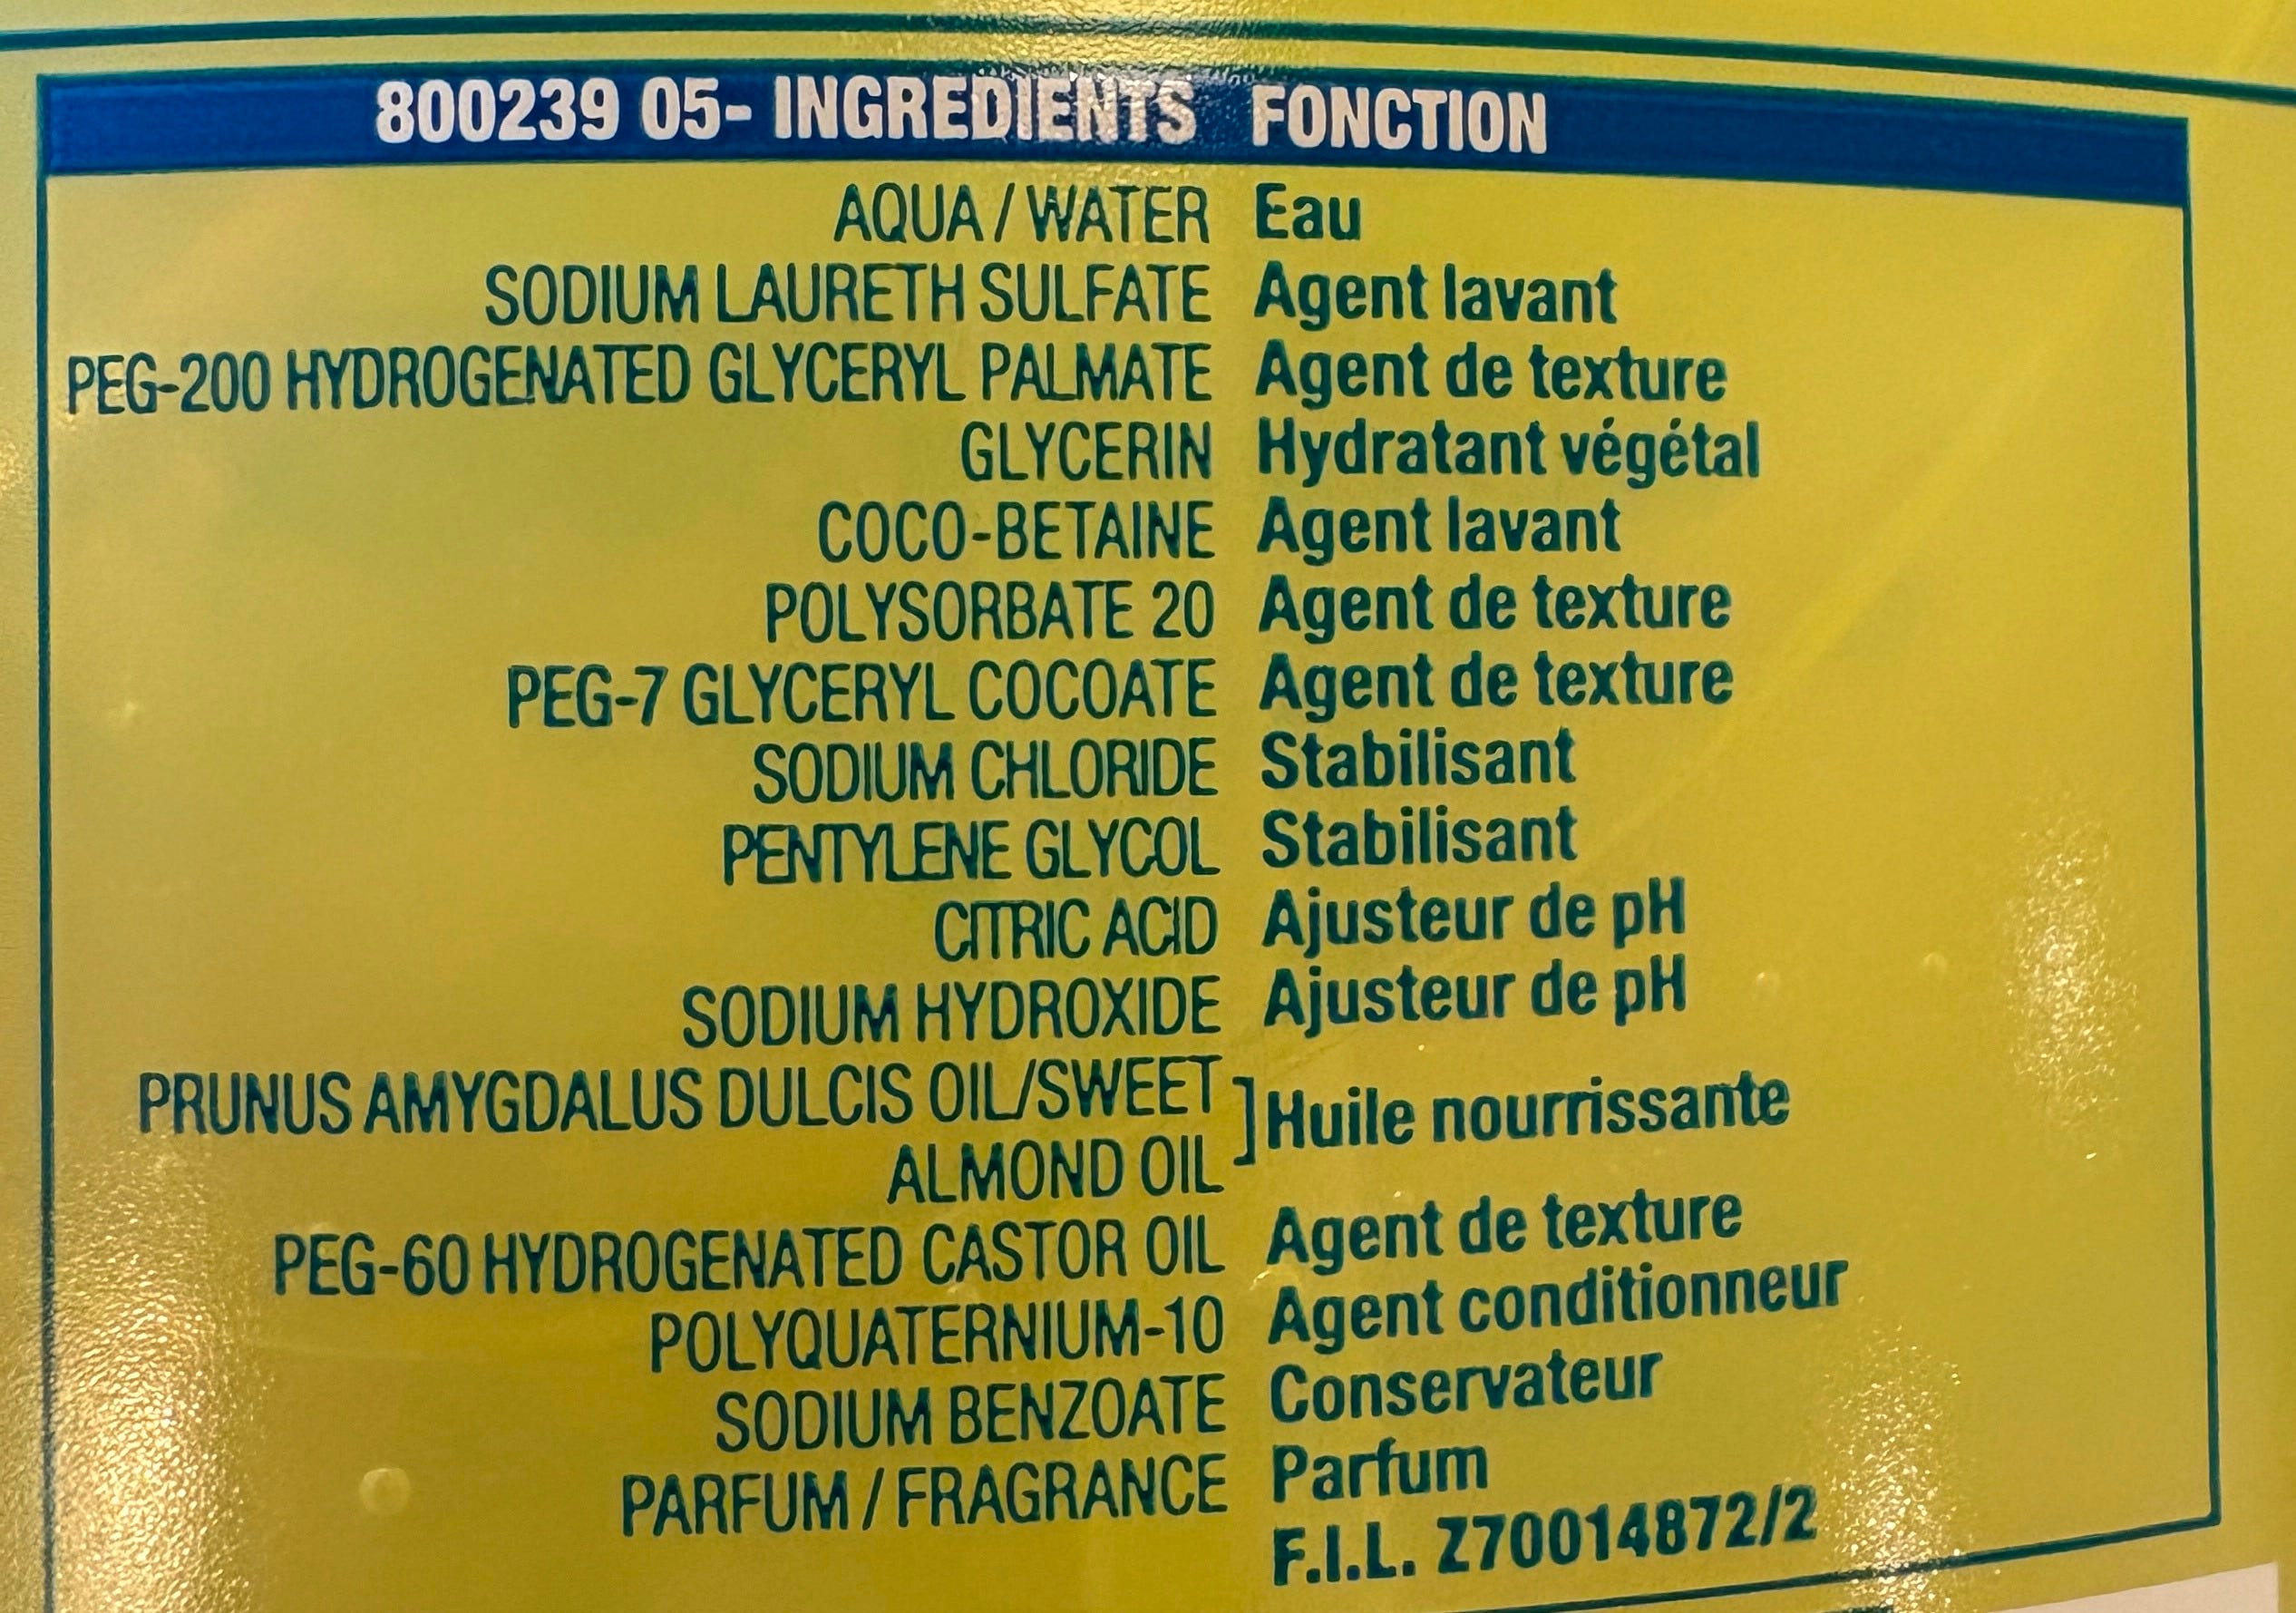 800239 05- INGREDIENTS FONCTION
AQUA / WATER Eau
SODIUM LAURETH SULFATE Agent lavant
PEG-200 HYDROGENATED GLYCERYL PALMATE Agent de texture
GLYCERIN Hydratant végétal
COCO-BETAINE Agent lavant
POLYSORBATE 20 Agent de texture
PEG-7 GLYCERYL COCOATE Agent de texture
SODIUM CHLORIDE Stabilisant
PENTYLENE GLYCOL Stabilisant
CITRIC ACID Ajusteur de pH
SODIUM HYDROXIDE Ajusteur de pH
PRUNUS AMYGDALUS DULCIS OIL/SWEET
ALMOND OIL ] Huile nourrissante
PEG-60 HYDROGENATED CASTOR OIL Agent de texture
POLYQUATERNIUM-10 Agent conditionneur
SODIUM BENZOATE Conservateur
PARFUM / FRAGRANCE Parfum
F.I.L. Z70014872/2